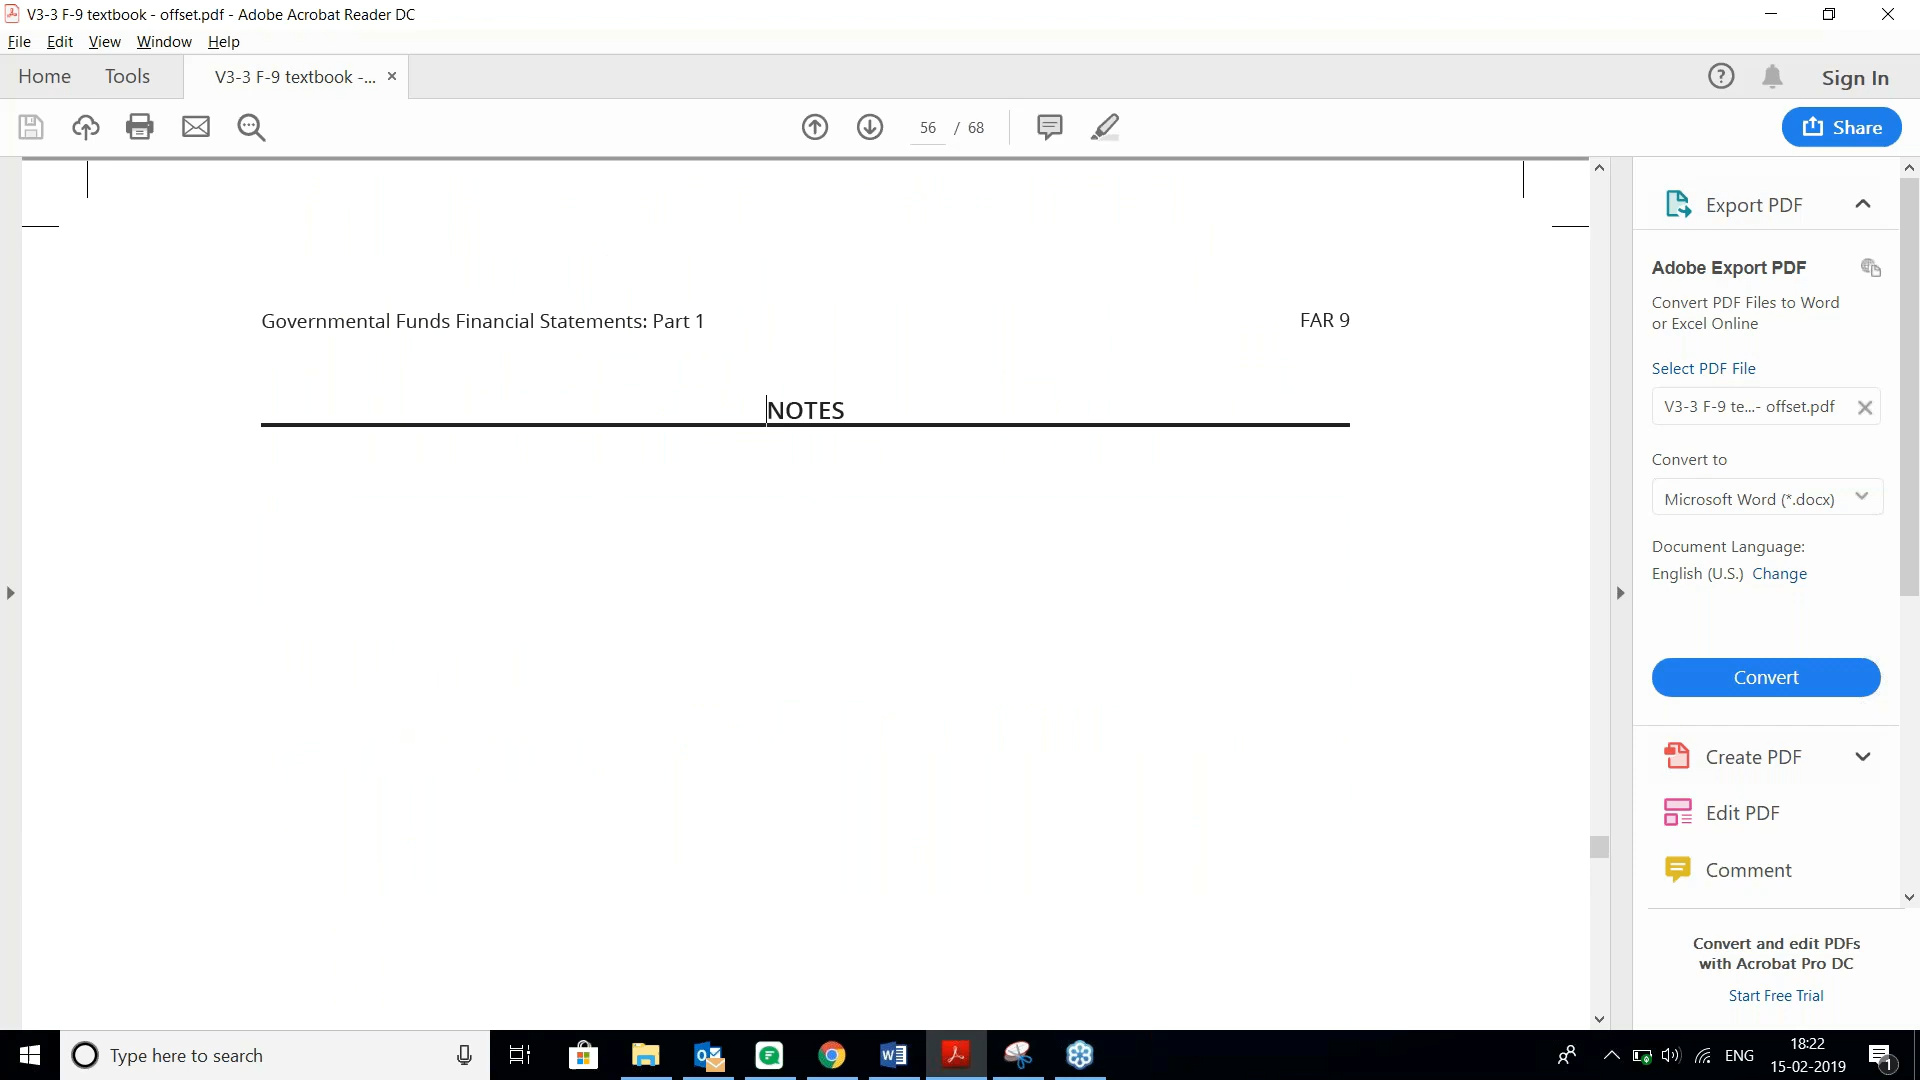 V3-3 F-9 textbook - offset.pdf - Adobe Acrobat Reader DC
File Edit View Window Help
Home Tools V3-3 F-9 textbook -... × Sign In
56 / 68 Share
Governmental Funds Financial Statements: Part 1 FAR 9
NOTES
Export PDF
Adobe Export PDF
Convert PDF Files to Word
or Excel Online
Select PDF File
V3-3 F-9 te...- offset.pdf
Convert to
Microsoft Word (*.docx)
Document Language:
English (U.S.) Change
Convert
Create PDF
Edit PDF
Comment
Convert and edit PDFs
with Acrobat Pro DC
Start Free Trial
Type here to search
ENG
18:22
15-02-2019
1